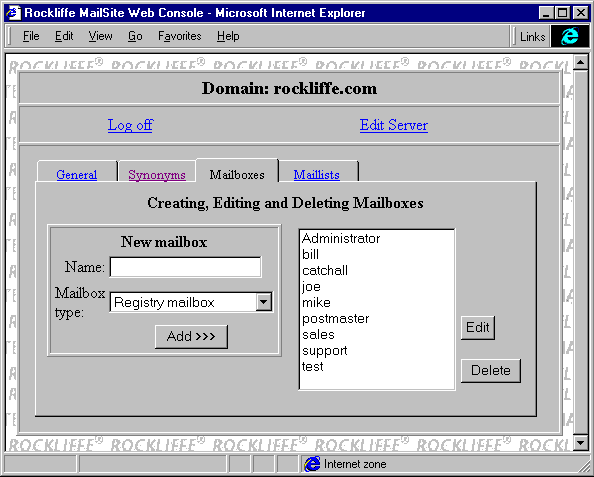 Rockliffe MailSite Web Console - Microsoft Internet Explorer
File Edit View Go Favorites Help Links
ROCKLIFFE® ROCKLIFFE® ROCKLIFFE® ROCKLIFFE® ROCKLIFFE®
Domain: rockliffe.com
Log off Edit Server
General Synonyms Mailboxes Maillists
Creating, Editing and Deleting Mailboxes
New mailbox
Name:
Mailbox type: Registry mailbox
Add >>>
Administrator
bill
catchall
joe
mike
postmaster
sales
support
test
Edit
Delete
ROCKLIFFE® ROCKLIFFE® ROCKLIFFE® ROCKLIFFE® ROCKLIFFE®
Internet zone